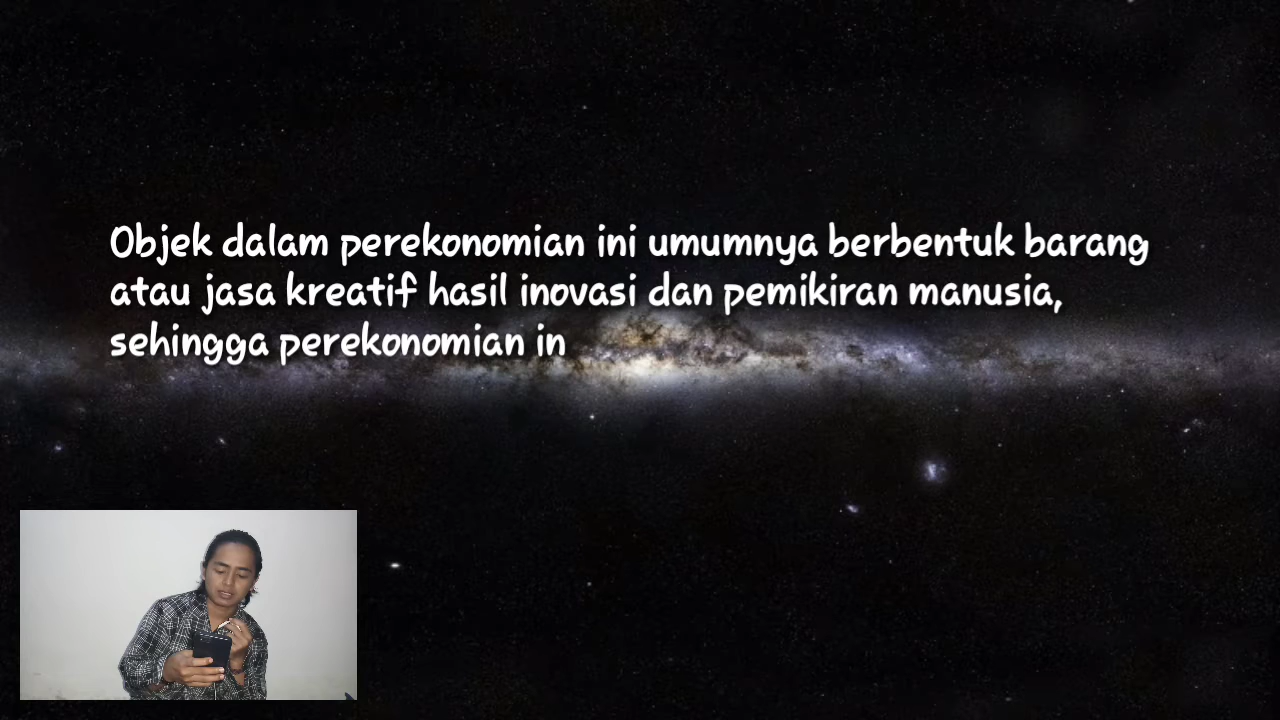 Objek dalam perekonomian ini umumnya berbentuk barang
atau jasa kreatif hasil inovasi dan pemikiran manusia,
sehingga perekonomian in